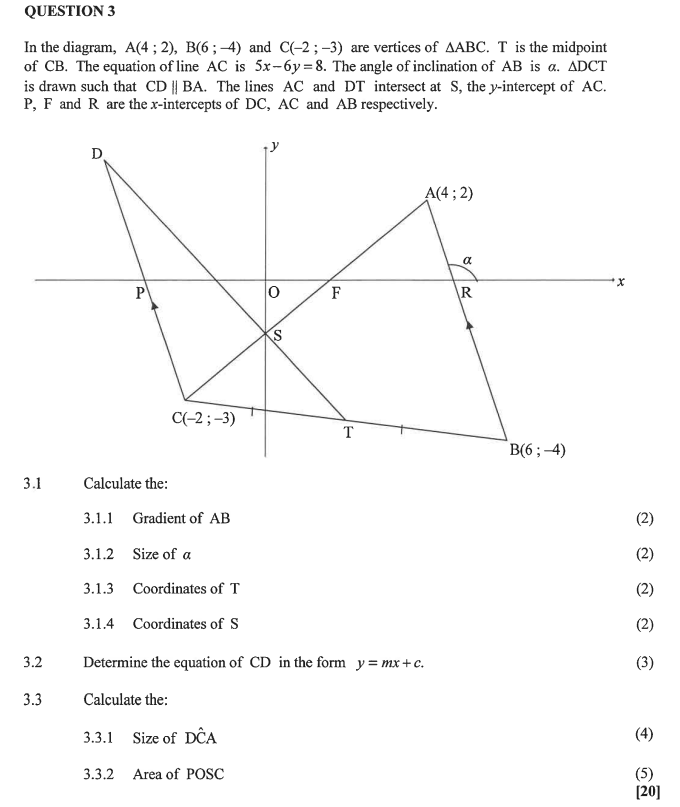 QUESTION 3
In the diagram, A(4 ; 2), B(6 ; –4) and C(–2 ; –3) are vertices of ΔABC. T is the midpoint
of CB. The equation of line AC is 5x – 6y = 8. The angle of inclination of AB is α. ΔDCT
is drawn such that CD || BA. The lines AC and DT intersect at S, the y-intercept of AC.
P, F and R are the x-intercepts of DC, AC and AB respectively.
y
D
A(4 ; 2)
α
x
P
O
F
R
S
C(–2 ; –3)
T
B(6 ; –4)
3.1 Calculate the:
3.1.1 Gradient of AB (2)
3.1.2 Size of α (2)
3.1.3 Coordinates of T (2)
3.1.4 Coordinates of S (2)
3.2 Determine the equation of CD in the form y = mx + c. (3)
3.3 Calculate the:
3.3.1 Size of DĈA (4)
3.3.2 Area of POSC (5)
[20]